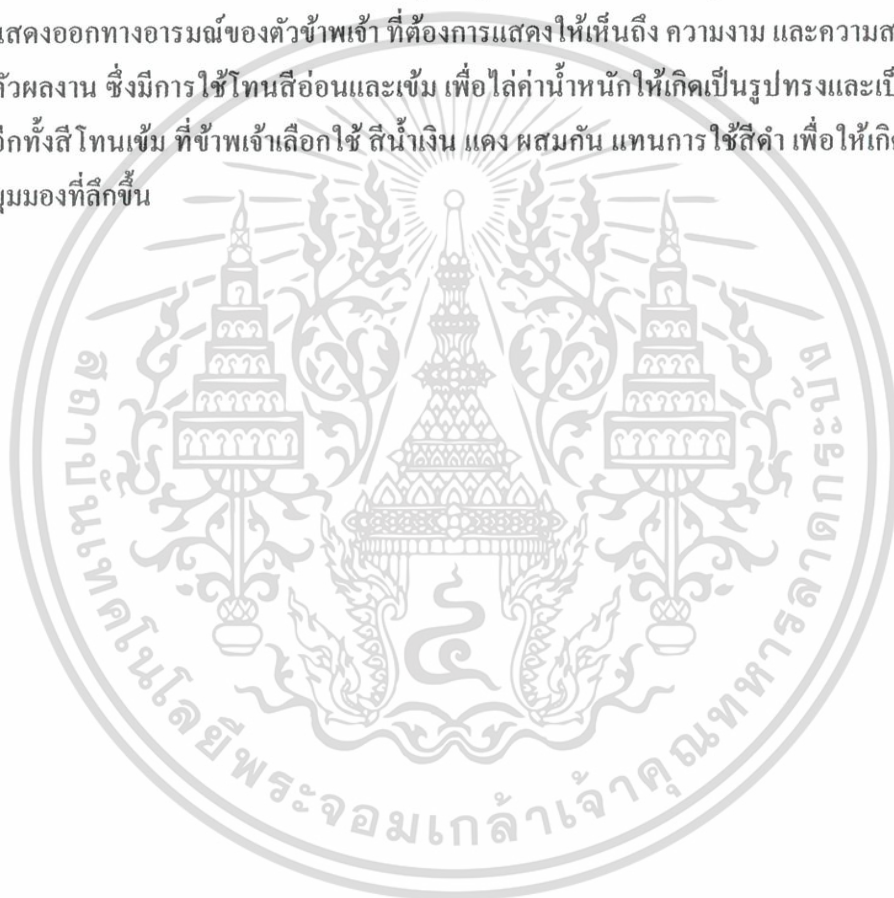 แสดงออกทางอารมณ์ของตัวข้าพเจ้า ที่ต้องการแสดงให้เห็นถึง ความงาม และความส
ตัวผลงาน ซึ่งมีการใช้โทนสีอ่อนและเข้ม เพื่อไล่ค่าน้ำหนักให้เกิดเป็นรูปทรงและเป็
อีกทั้งสีโทนเข้ม ที่ข้าพเจ้าเลือกใช้ สีน้ำเงิน แดง ผสมกัน แทนการใช้สีดำ เพื่อให้เกิ
มุมมองที่ลึกขึ้น
สถาบันเทคโนโลยีพระจอมเกล้าเจ้าคุณทหารลาดกระบัง
๔